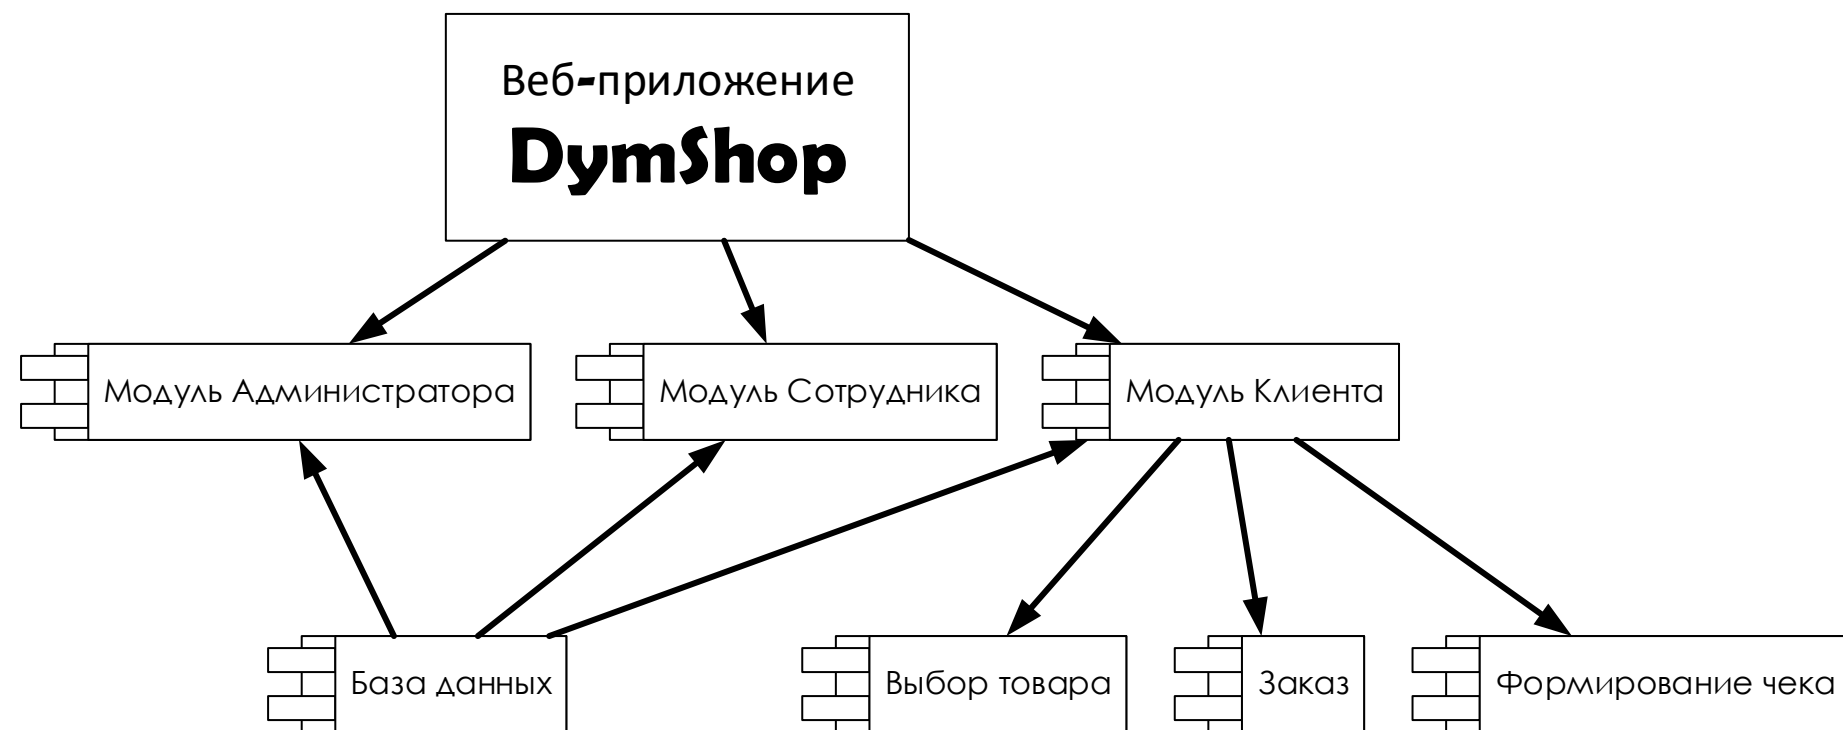 Веб-приложение
DymShop
Модуль Администратора
Модуль Сотрудника
Модуль Клиента
База данных
Выбор товара
Заказ
Формирование чека